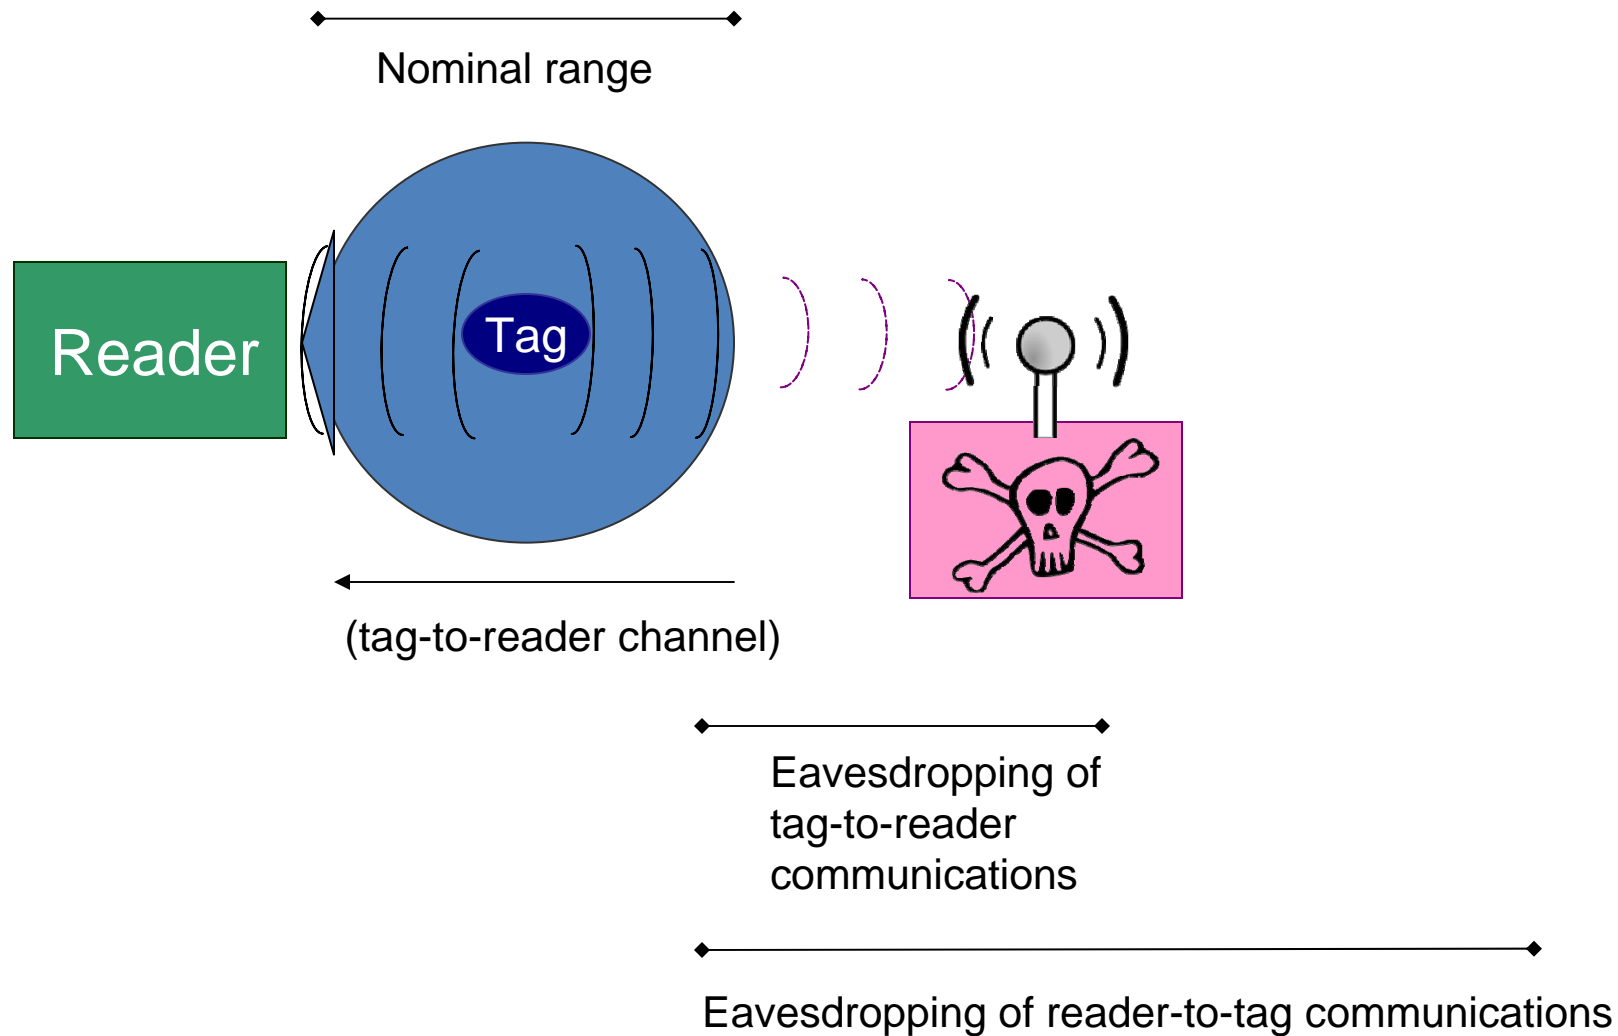 Nominal range
Reader
Tag
(tag-to-reader channel)
Eavesdropping of
tag-to-reader
communications
Eavesdropping of reader-to-tag communications